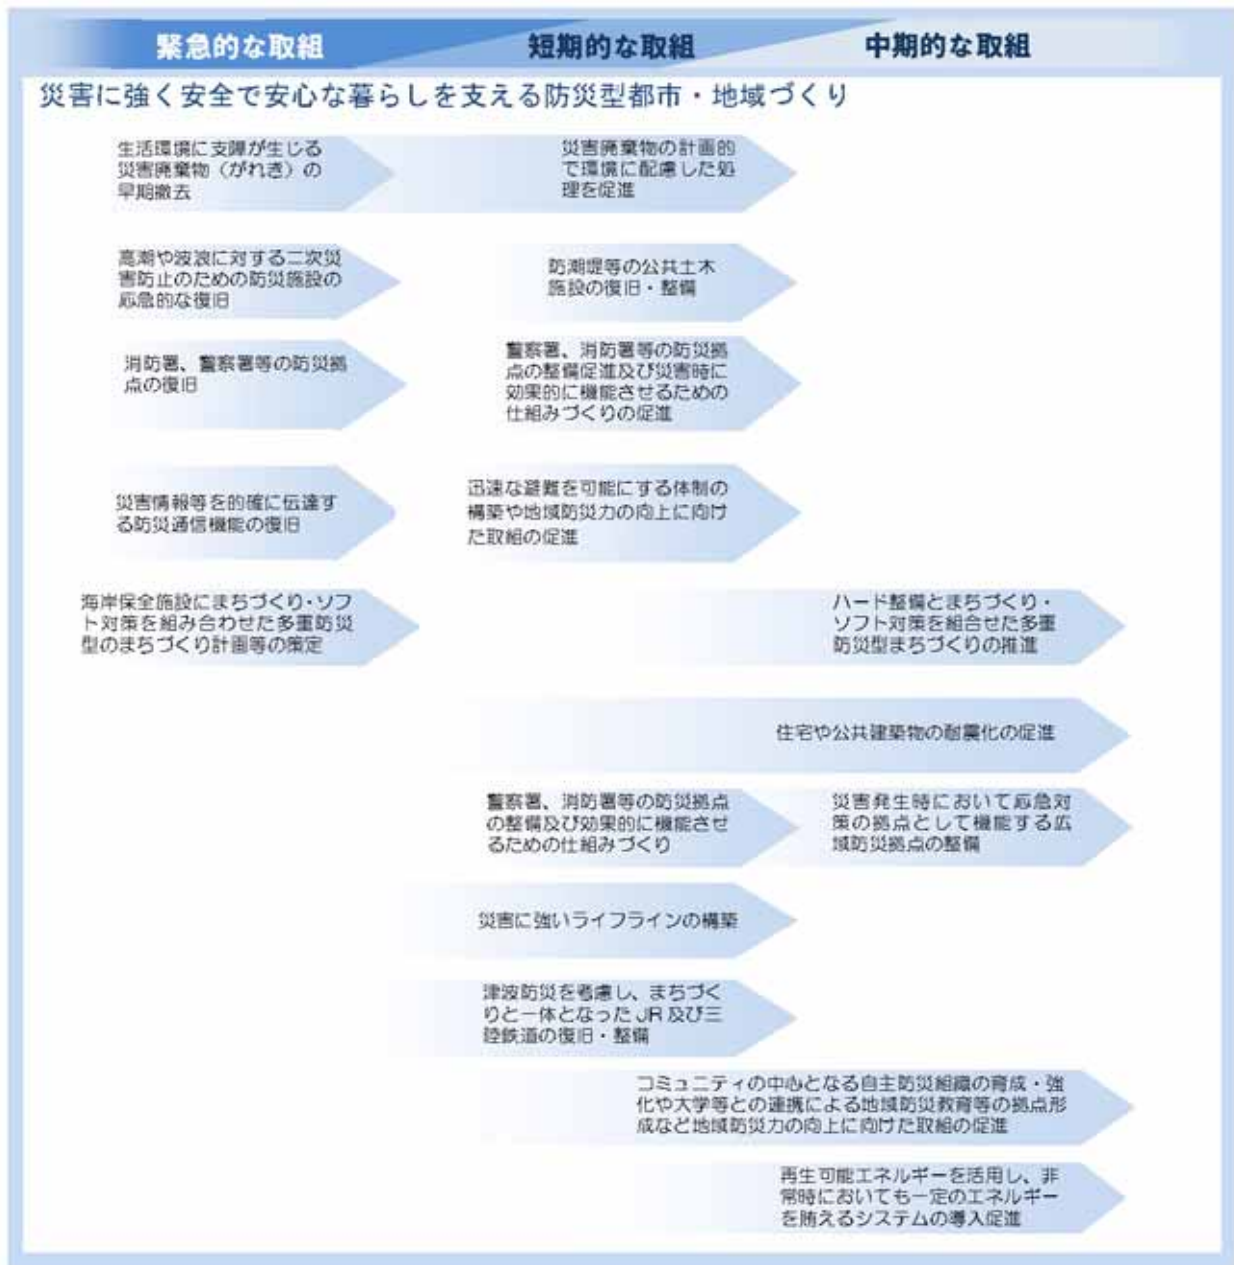 緊急的な取組
短期的な取組
中期的な取組
災害に強く安全で安心な暮らしを支える防災型都市・地域づくり
生活環境に支障が生じる
災害廃棄物（がれき）の
早期撤去
災害廃棄物の計画的
で環境に配慮した処
理を促進
高潮や波浪に対する二次災
害防止のための防災施設の
応急的な復旧
防潮堤等の公共土木
施設の復旧・整備
消防署、警察署等の防災拠
点の復旧
警察署、消防署等の防災拠
点の整備促進及び災害時に
効果的に機能させるための
仕組みづくりの促進
災害情報等を的確に伝達す
る防災通信機能の復旧
迅速な避難を可能にする体制の
構築や地域防災力の向上に向け
た取組の促進
海岸保全施設にまちづくり・ソフ
ト対策を組み合わせた多重防災
型のまちづくり計画等の策定
ハード整備とまちづくり・
ソフト対策を組合せた多重
防災型まちづくりの推進
住宅や公共建築物の耐震化の促進
警察署、消防署等の防災拠点
の整備及び効果的に機能させ
るための仕組みづくり
災害発生時において応急対
策の拠点として機能する広
域防災拠点の整備
災害に強いライフラインの構築
津波防災を考慮し、まちづく
りと一体となった JR 及び三
陸鉄道の復旧・整備
コミュニティの中心となる自主防災組織の育成・強
化や大学等との連携による地域防災教育等の拠点形
成など地域防災力の向上に向けた取組の促進
再生可能エネルギーを活用し、非
常時においても一定のエネルギー
を賄えるシステムの導入促進